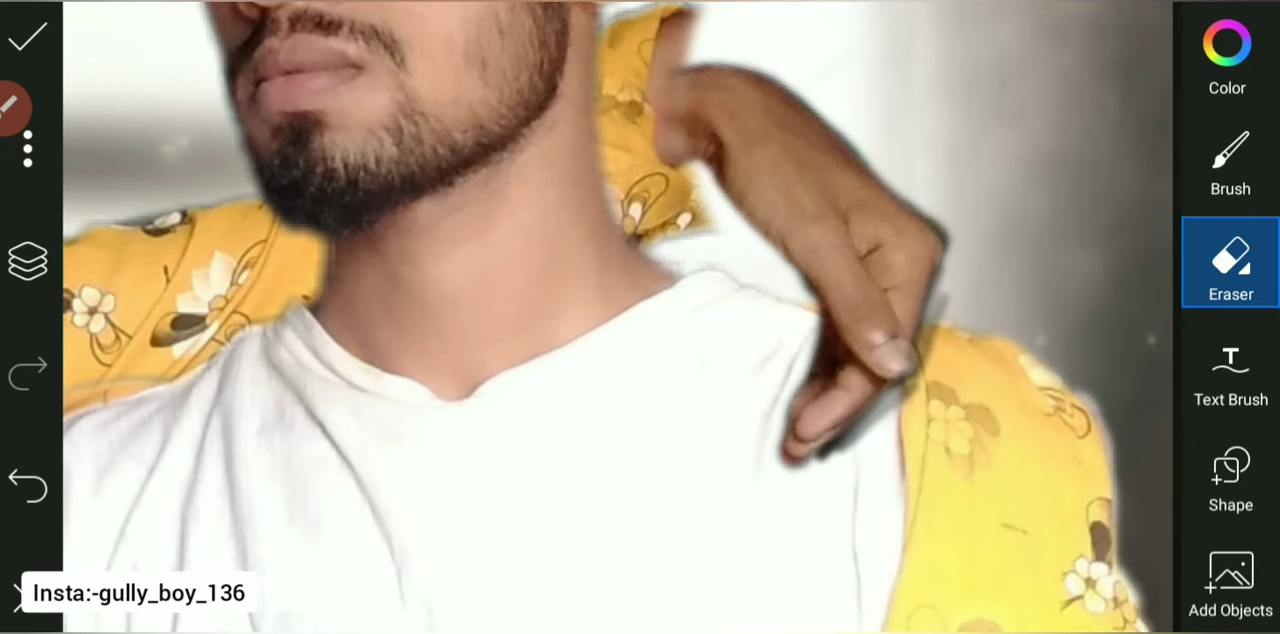 Color
Brush
Eraser
Text Brush
Shape
Add Objects
Insta:-gully_boy_136